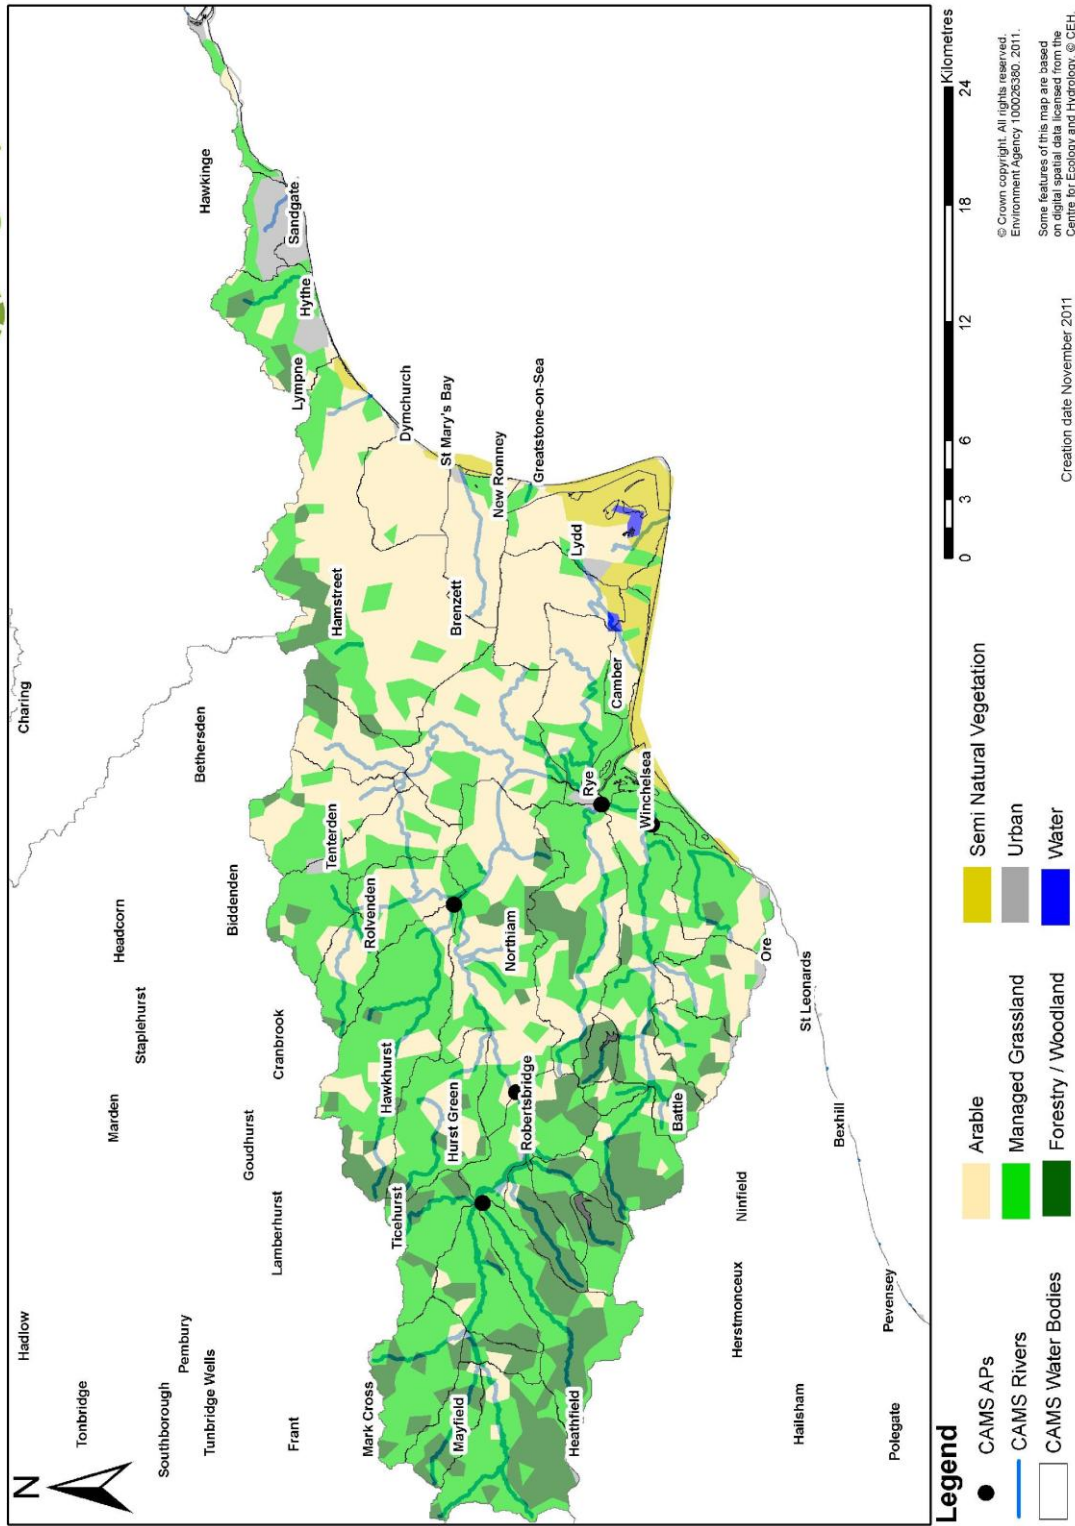 N
Hadlow
Tonbridge
Southborough
Pembury
Tunbridge Wells
Frant
Mark Cross
Mayfield
Heathfield
Hailsham
Polegate
Pevensey
Herstmonceux
Ninfield
Bexhill
St Leonards
Lamberhurst
Goudhurst
Marden
Staplehurst
Headcorn
Cranbrook
Biddenden
Bethersden
Charing
Ticehurst
Hawkhurst
Hurst Green
Robertsbridge
Battle
Ore
Rolvenden
Tenterden
Northiam
Rye
Winchelsea
Camber
Hamstreet
Brenzett
Lydd
New Romney
Greatstone-on-Sea
St Mary's Bay
Dymchurch
Lympne
Hythe
Sandgate
Hawkinge
Legend
CAMS APs
CAMS Rivers
CAMS Water Bodies
Arable
Managed Grassland
Forestry / Woodland
Semi Natural Vegetation
Urban
Water
0 3 6 12 18 24
Kilometres
Creation date November 2011
© Crown copyright. All rights reserved.
Environment Agency 100026380. 2011.
Some features of this map are based
on digital spatial data licensed from the
Centre for Ecology and Hydrology, © CEH.